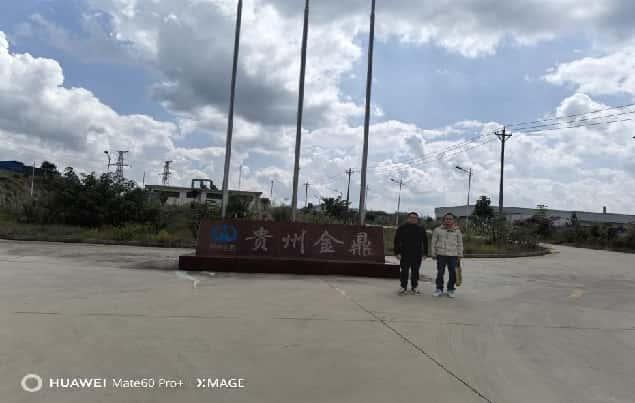 贵州金鼎
HUAWEI Mate60 Pro+ XMAGE